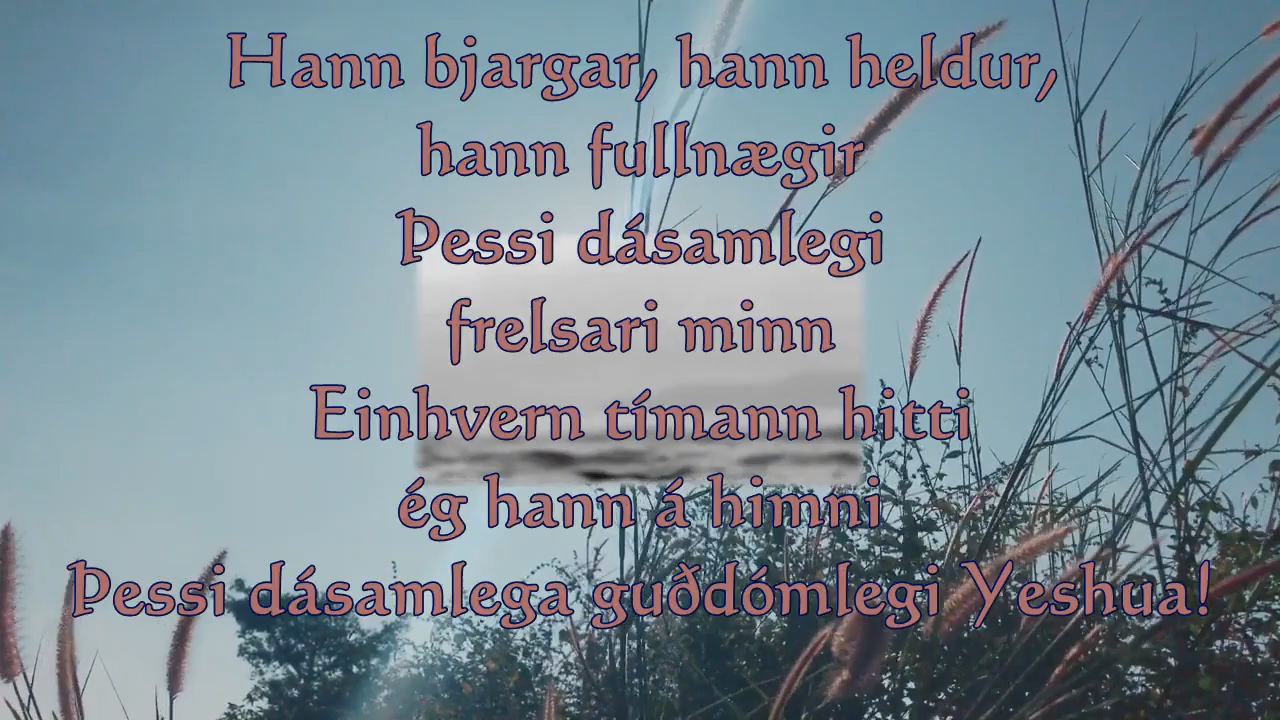 Hann bjargar, hann heldur,
hann fullnægir
Þessi dásamlegi
frelsari minn
Einhvern tímann hitti
ég hann á himni
Þessi dásamlega guðdómlegi Yeshua!